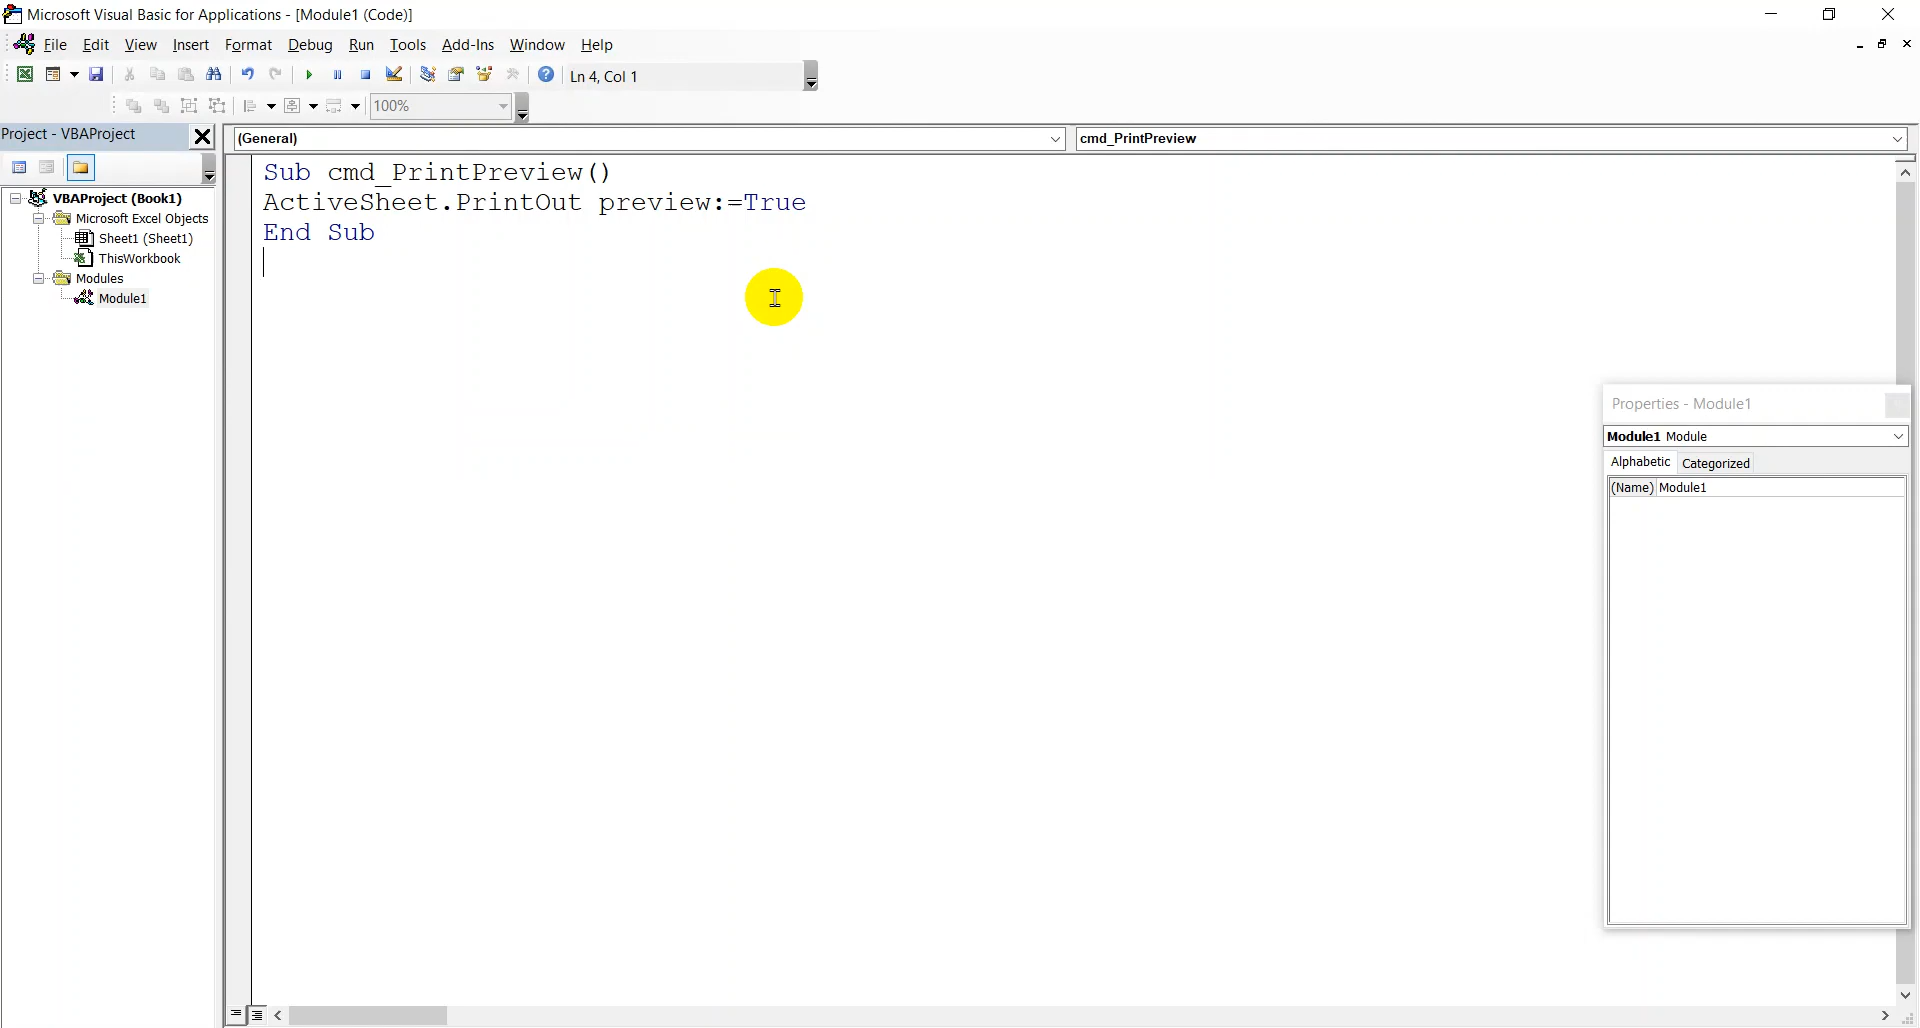 Microsoft Visual Basic for Applications - [Module1 (Code)]
File Edit View Insert Format Debug Run Tools Add-Ins Window Help
Ln 4, Col 1
100%
Project - VBAProject
(General)
cmd_PrintPreview
VBAProject (Book1)
Microsoft Excel Objects
Sheet1 (Sheet1)
ThisWorkbook
Modules
Module1
Sub cmd_PrintPreview()
ActiveSheet.PrintOut preview:=True
End Sub
Properties - Module1
Module1 Module
Alphabetic Categorized
(Name) Module1